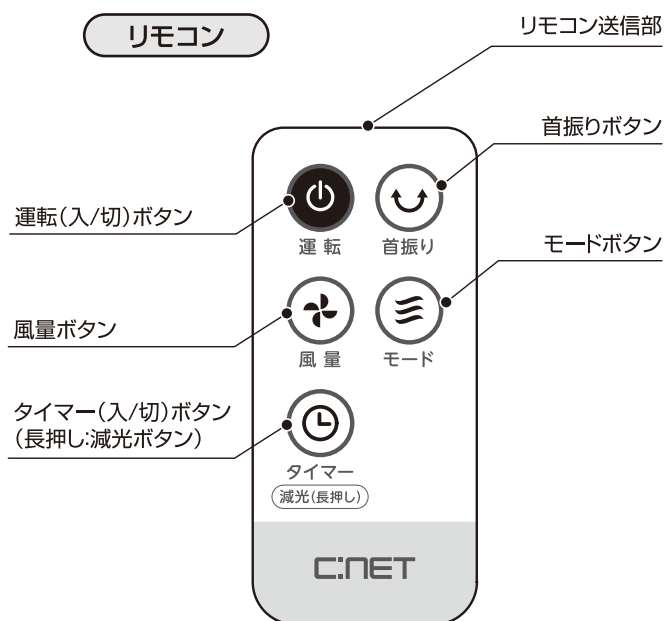 リモコン
リモコン送信部
首振りボタン
運転(入/切)ボタン
運転
首振り
モードボタン
風量ボタン
風量
モード
タイマー(入/切)ボタン
(長押し:減光ボタン)
タイマー
減光(長押し)
C:NET